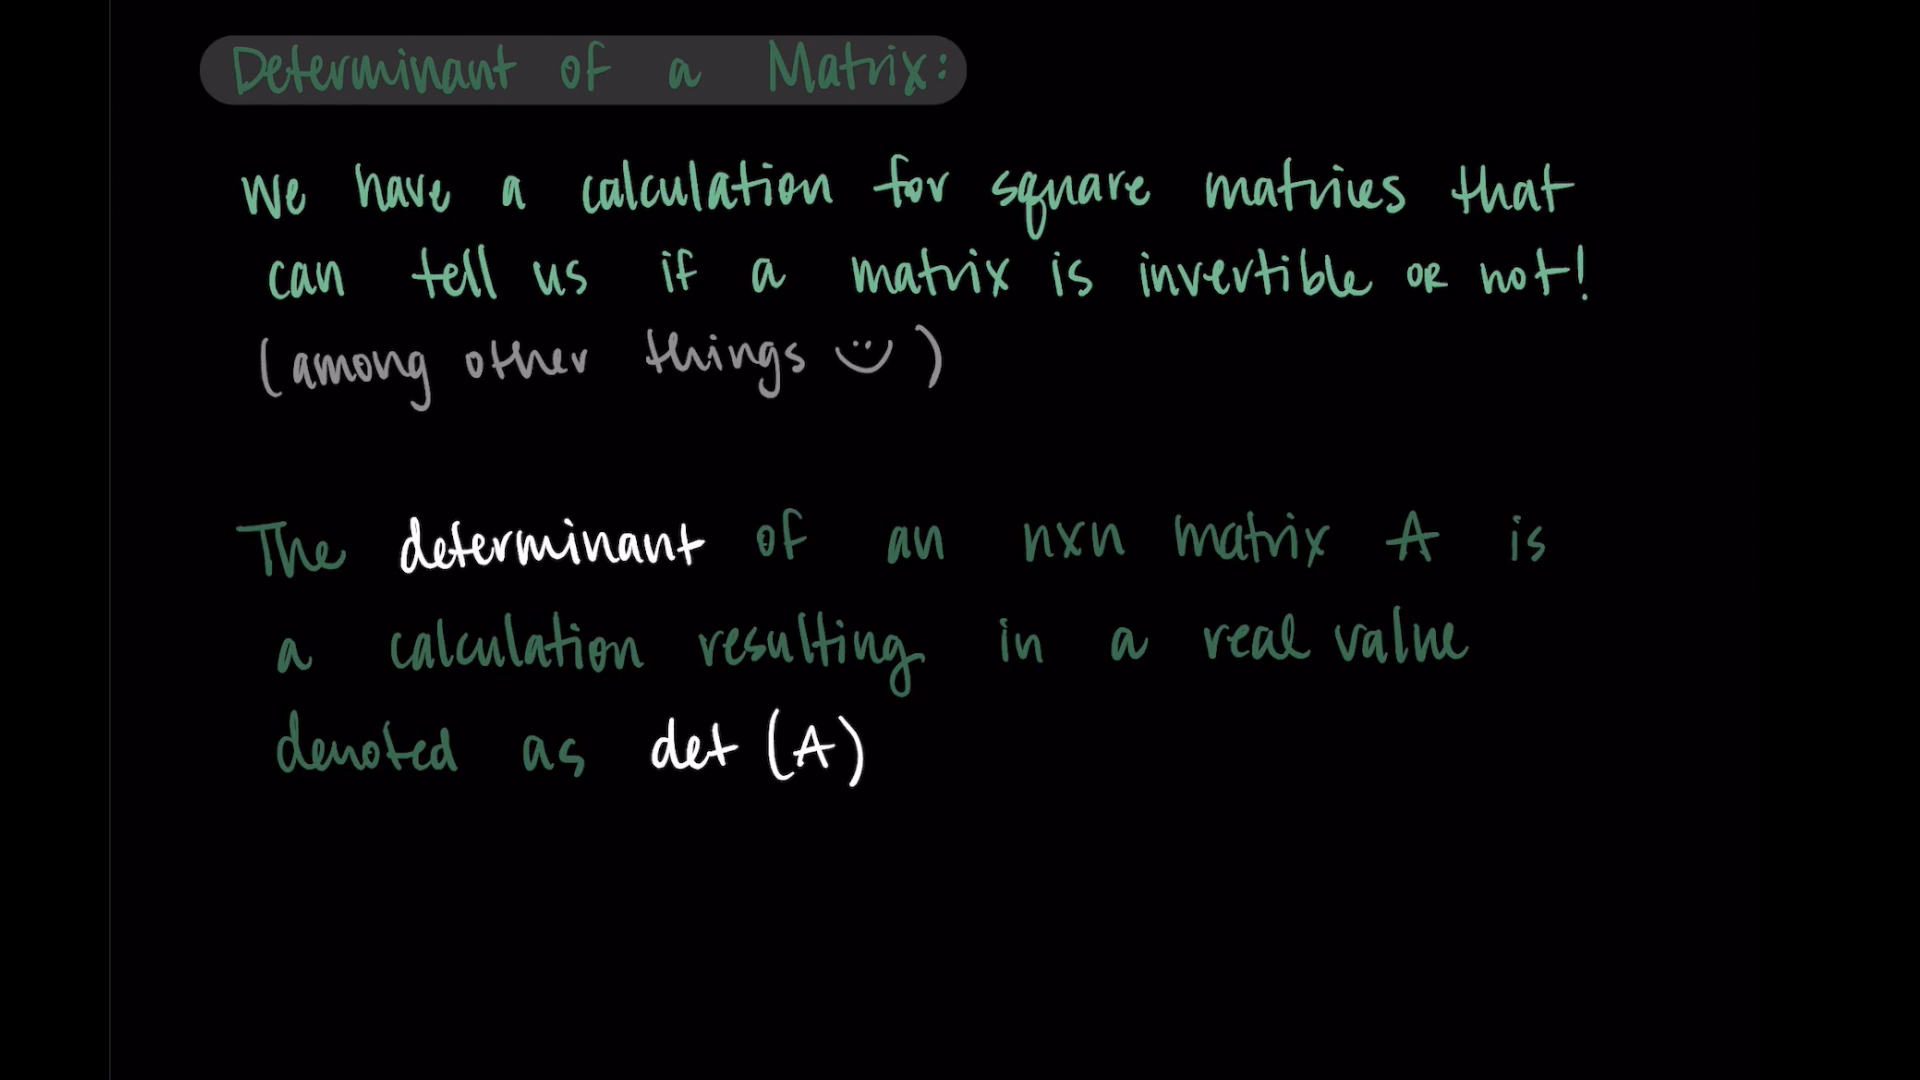 Determinant of a Matrix:
We have a calculation for square matrices that
can tell us if a matrix is invertible OR not!
(among other things )
The determinant of an nxn matrix A is
a calculation resulting in a real value
denoted as det (A)